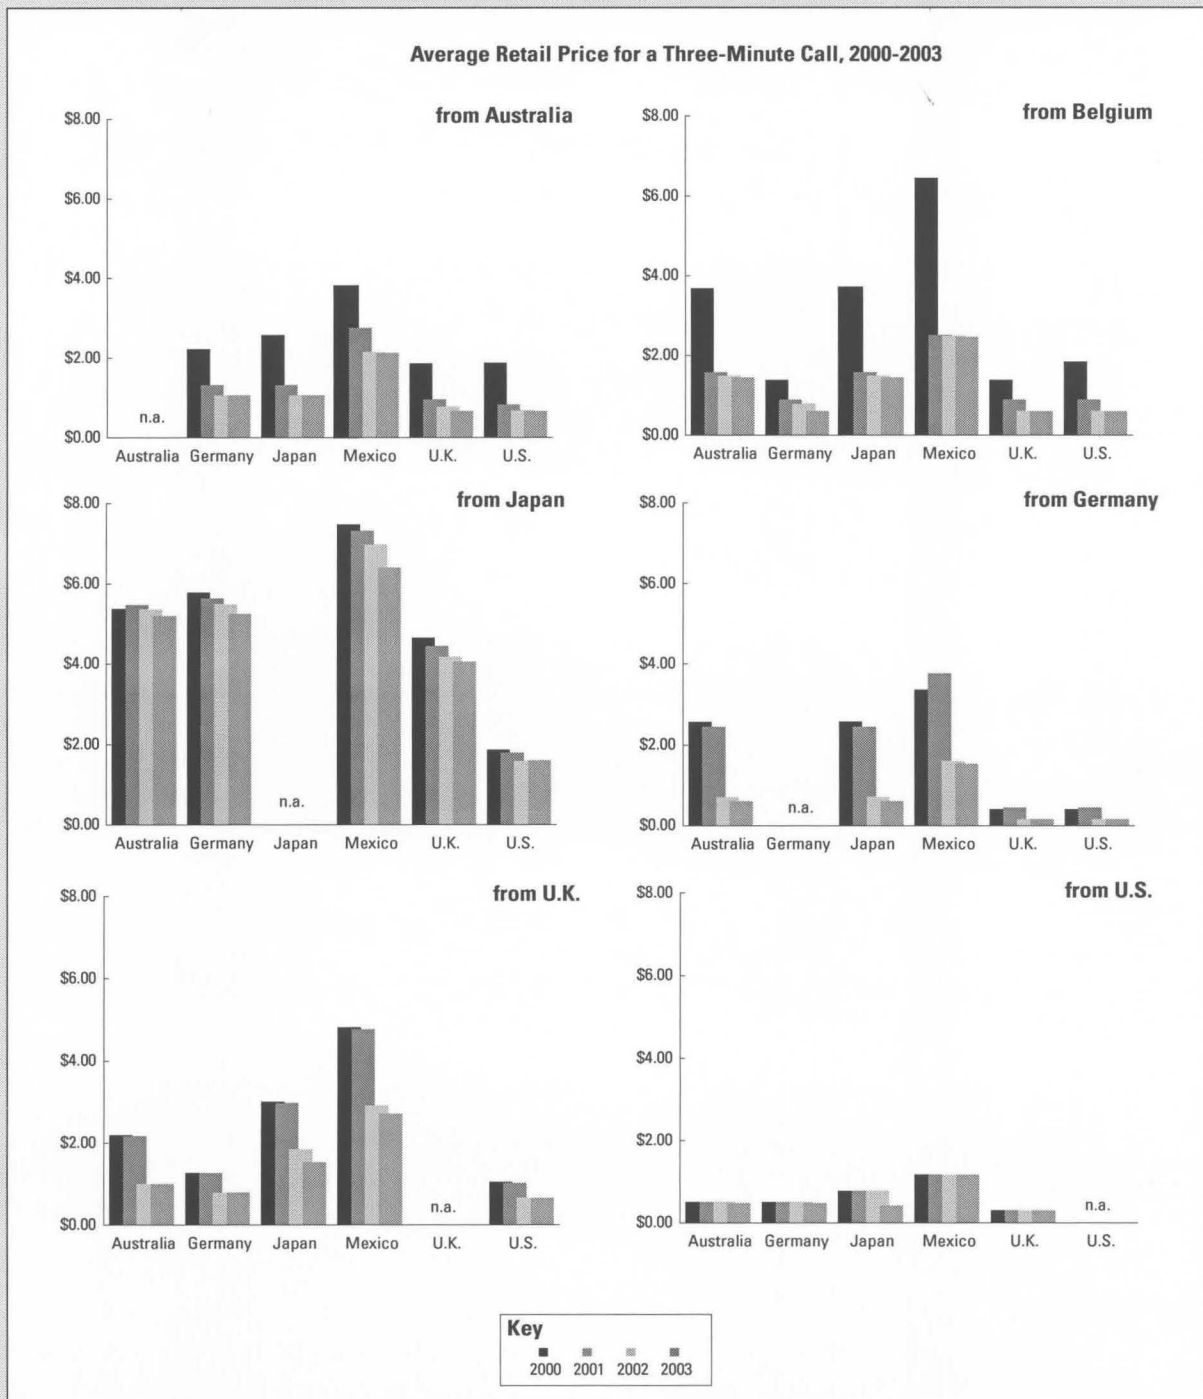 Average Retail Price for a Three-Minute Call, 2000-2003
from Australia
$8.00
$6.00
$4.00
$2.00
$0.00
n.a.
Australia Germany Japan Mexico U.K. U.S.
from Belgium
$8.00
$6.00
$4.00
$2.00
$0.00
Australia Germany Japan Mexico U.K. U.S.
from Japan
$8.00
$6.00
$4.00
$2.00
$0.00
n.a.
Australia Germany Japan Mexico U.K. U.S.
from Germany
$8.00
$6.00
$4.00
$2.00
$0.00
n.a.
Australia Germany Japan Mexico U.K. U.S.
from U.K.
$8.00
$6.00
$4.00
$2.00
$0.00
n.a.
Australia Germany Japan Mexico U.K. U.S.
from U.S.
$8.00
$6.00
$4.00
$2.00
$0.00
n.a.
Australia Germany Japan Mexico U.K. U.S.
Key
2000 2001 2002 2003